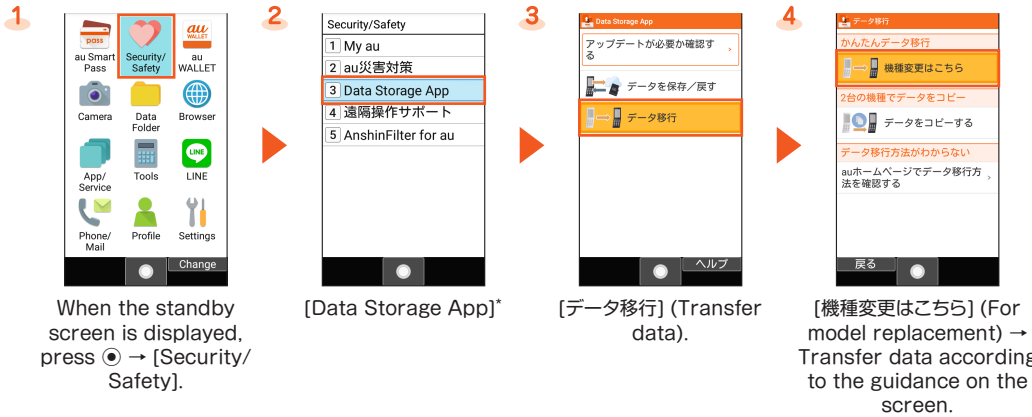 1
pass
au Smart Pass
Security/ Safety
au WALLET
au WALLET
Camera
Data Folder
Browser
App/ Service
Tools
LINE
LINE
Phone/ Mail
Profile
Settings
Change
When the standby
screen is displayed,
press ⦿ → [Security/
Safety].
2
Security/Safety
1 My au
2 au災害対策
3 Data Storage App
4 遠隔操作サポート
5 AnshinFilter for au
[Data Storage App]*
3
Data Storage App
アップデートが必要か確認す
る
データを保存／戻す
データ移行
ヘルプ
[データ移行] (Transfer
data).
4
データ移行
かんたんデータ移行
機種変更はこちら
2台の機種でデータをコピー
データをコピーする
データ移行方法がわからない
auホームページでデータ移行方
法を確認する
戻る
[機種変更はこちら] (For
model replacement) →
Transfer data according
to the guidance on the
screen.